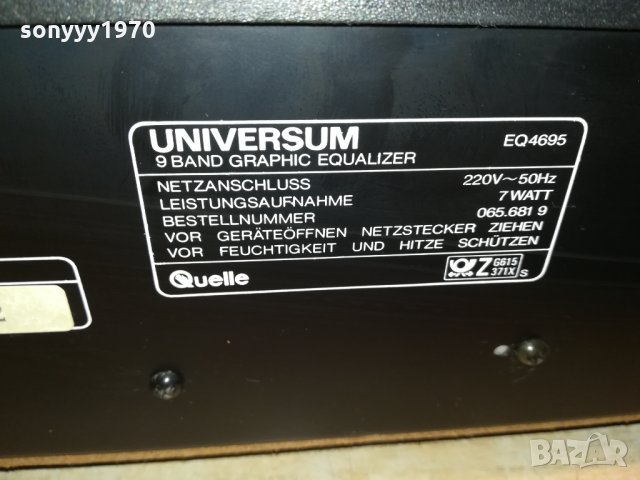 sonyyy1970
UNIVERSUM EQ4695
9 BAND GRAPHIC EQUALIZER
NETZANSCHLUSS 220V~50Hz
LEISTUNGSAUFNAHME 7 WATT
BESTELLNUMMER 065.681 9
VOR GERÄTEÖFFNEN NETZSTECKER ZIEHEN
VOR FEUCHTIGKEIT UND HITZE SCHÜTZEN
Quelle
Z G615 371X S
BAZAR